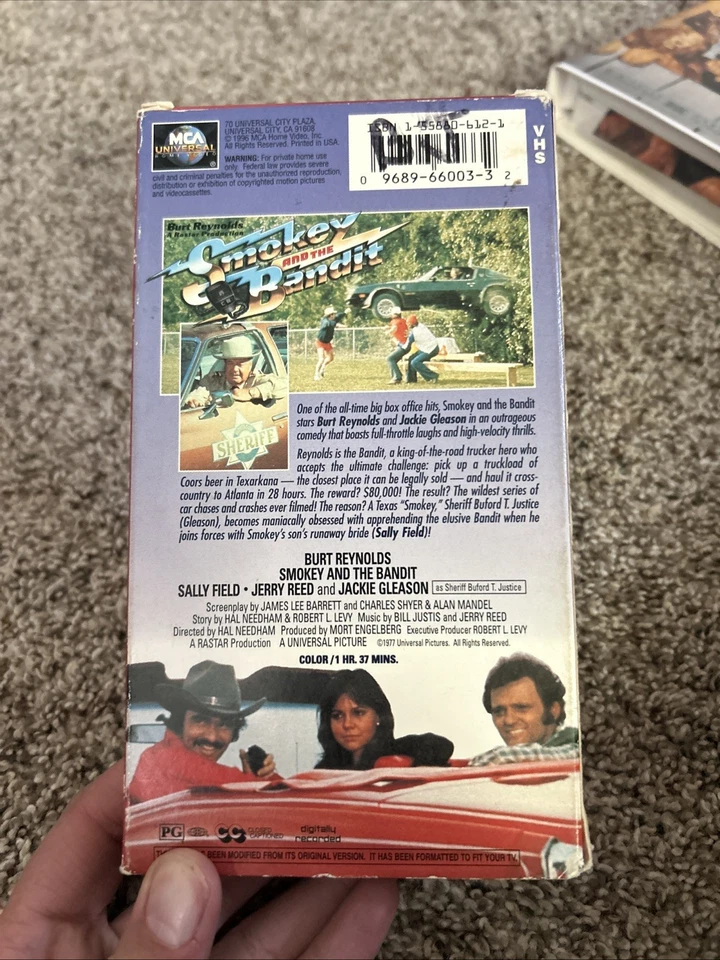 MCA
UNIVERSAL
HOME VIDEO
®
70 UNIVERSAL CITY PLAZA,
UNIVERSAL CITY, CA 91608
© 1996 MCA Home Video, Inc.
All Rights Reserved. Printed in USA.
WARNING: For private home use
only. Federal law provides severe
civil and criminal penalties for the unauthorized reproduction,
distribution or exhibition of copyrighted motion pictures
and videocassettes.
ISBN 1-55880-612-1
0 9689-66003-3 2
VHS
Burt Reynolds
A Rastar Production
Smokey
AND THE
Bandit
SHERIFF
One of the all-time big box office hits, Smokey and the Bandit
stars Burt Reynolds and Jackie Gleason in an outrageous
comedy that boasts full-throttle laughs and high-velocity thrills.
Reynolds is the Bandit, a king-of-the-road trucker hero who
accepts the ultimate challenge: pick up a truckload of
Coors beer in Texarkana — the closest place it can be legally sold — and haul it cross-
country to Atlanta in 28 hours. The reward? $80,000! The result? The wildest series of
car chases and crashes ever filmed! The reason? A Texas "Smokey," Sheriff Buford T. Justice
(Gleason), becomes maniacally obsessed with apprehending the elusive Bandit when he
joins forces with Smokey's son's runaway bride (Sally Field)!
BURT REYNOLDS
SMOKEY AND THE BANDIT
SALLY FIELD • JERRY REED and JACKIE GLEASON as Sheriff Buford T. Justice
Screenplay by JAMES LEE BARRETT and CHARLES SHYER & ALAN MANDEL
Story by HAL NEEDHAM & ROBERT L. LEVY Music by BILL JUSTIS and JERRY REED
Directed by HAL NEEDHAM Produced by MORT ENGELBERG Executive Producer ROBERT L. LEVY
A RASTAR Production A UNIVERSAL PICTURE ©1977 Universal Pictures. All Rights Reserved.
COLOR/1 HR. 37 MINS.
PG CC CLOSED CAPTIONED digitally recorded
BEEN MODIFIED FROM ITS ORIGINAL VERSION. IT HAS BEEN FORMATTED TO FIT YOUR TV.